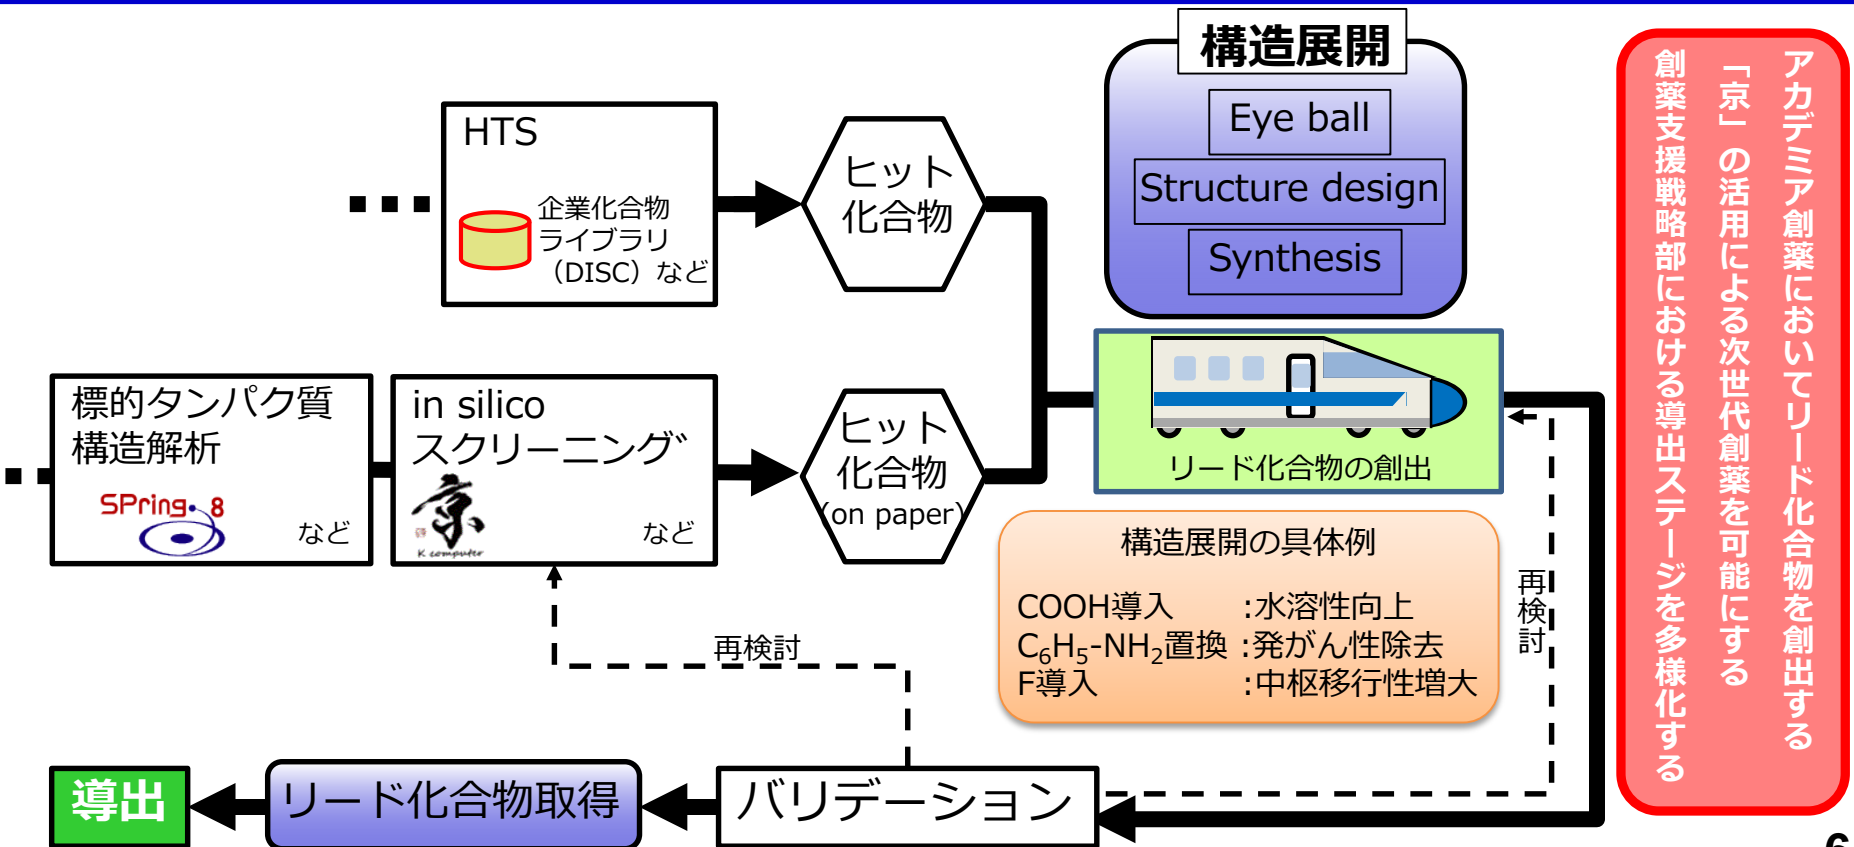 構造展開
Eye ball
Structure design
Synthesis
HTS
企業化合物
ライブラリ
（DISC）など
ヒット
化合物
標的タンパク質
構造解析
SPring-8
など
in silico
スクリーニング
京
K computer
など
ヒット
化合物
(on paper)
リード化合物の創出
構造展開の具体例
COOH導入 :水溶性向上
C6H5-NH2置換 :発がん性除去
F導入 :中枢移行性増大
再検討
再検討
導出
リード化合物取得
バリデーション
アカデミア創薬においてリード化合物を創出する
「京」の活用による次世代創薬を可能にする
創薬支援戦略部における導出ステージを多様化する
6